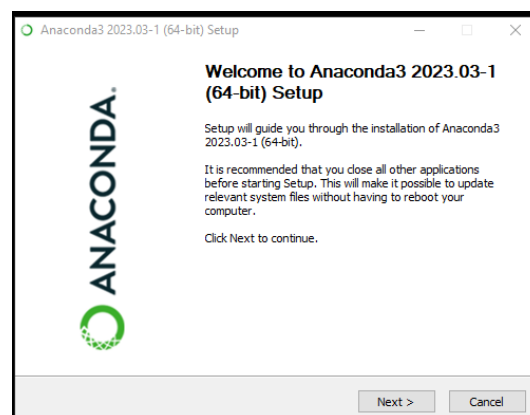 Anaconda3 2023.03-1 (64-bit) Setup
Welcome to Anaconda3 2023.03-1
(64-bit) Setup
Setup will guide you through the installation of Anaconda3
2023.03-1 (64-bit).
It is recommended that you close all other applications
before starting Setup. This will make it possible to update
relevant system files without having to reboot your
computer.
Click Next to continue.
ANACONDA.
Next >
Cancel